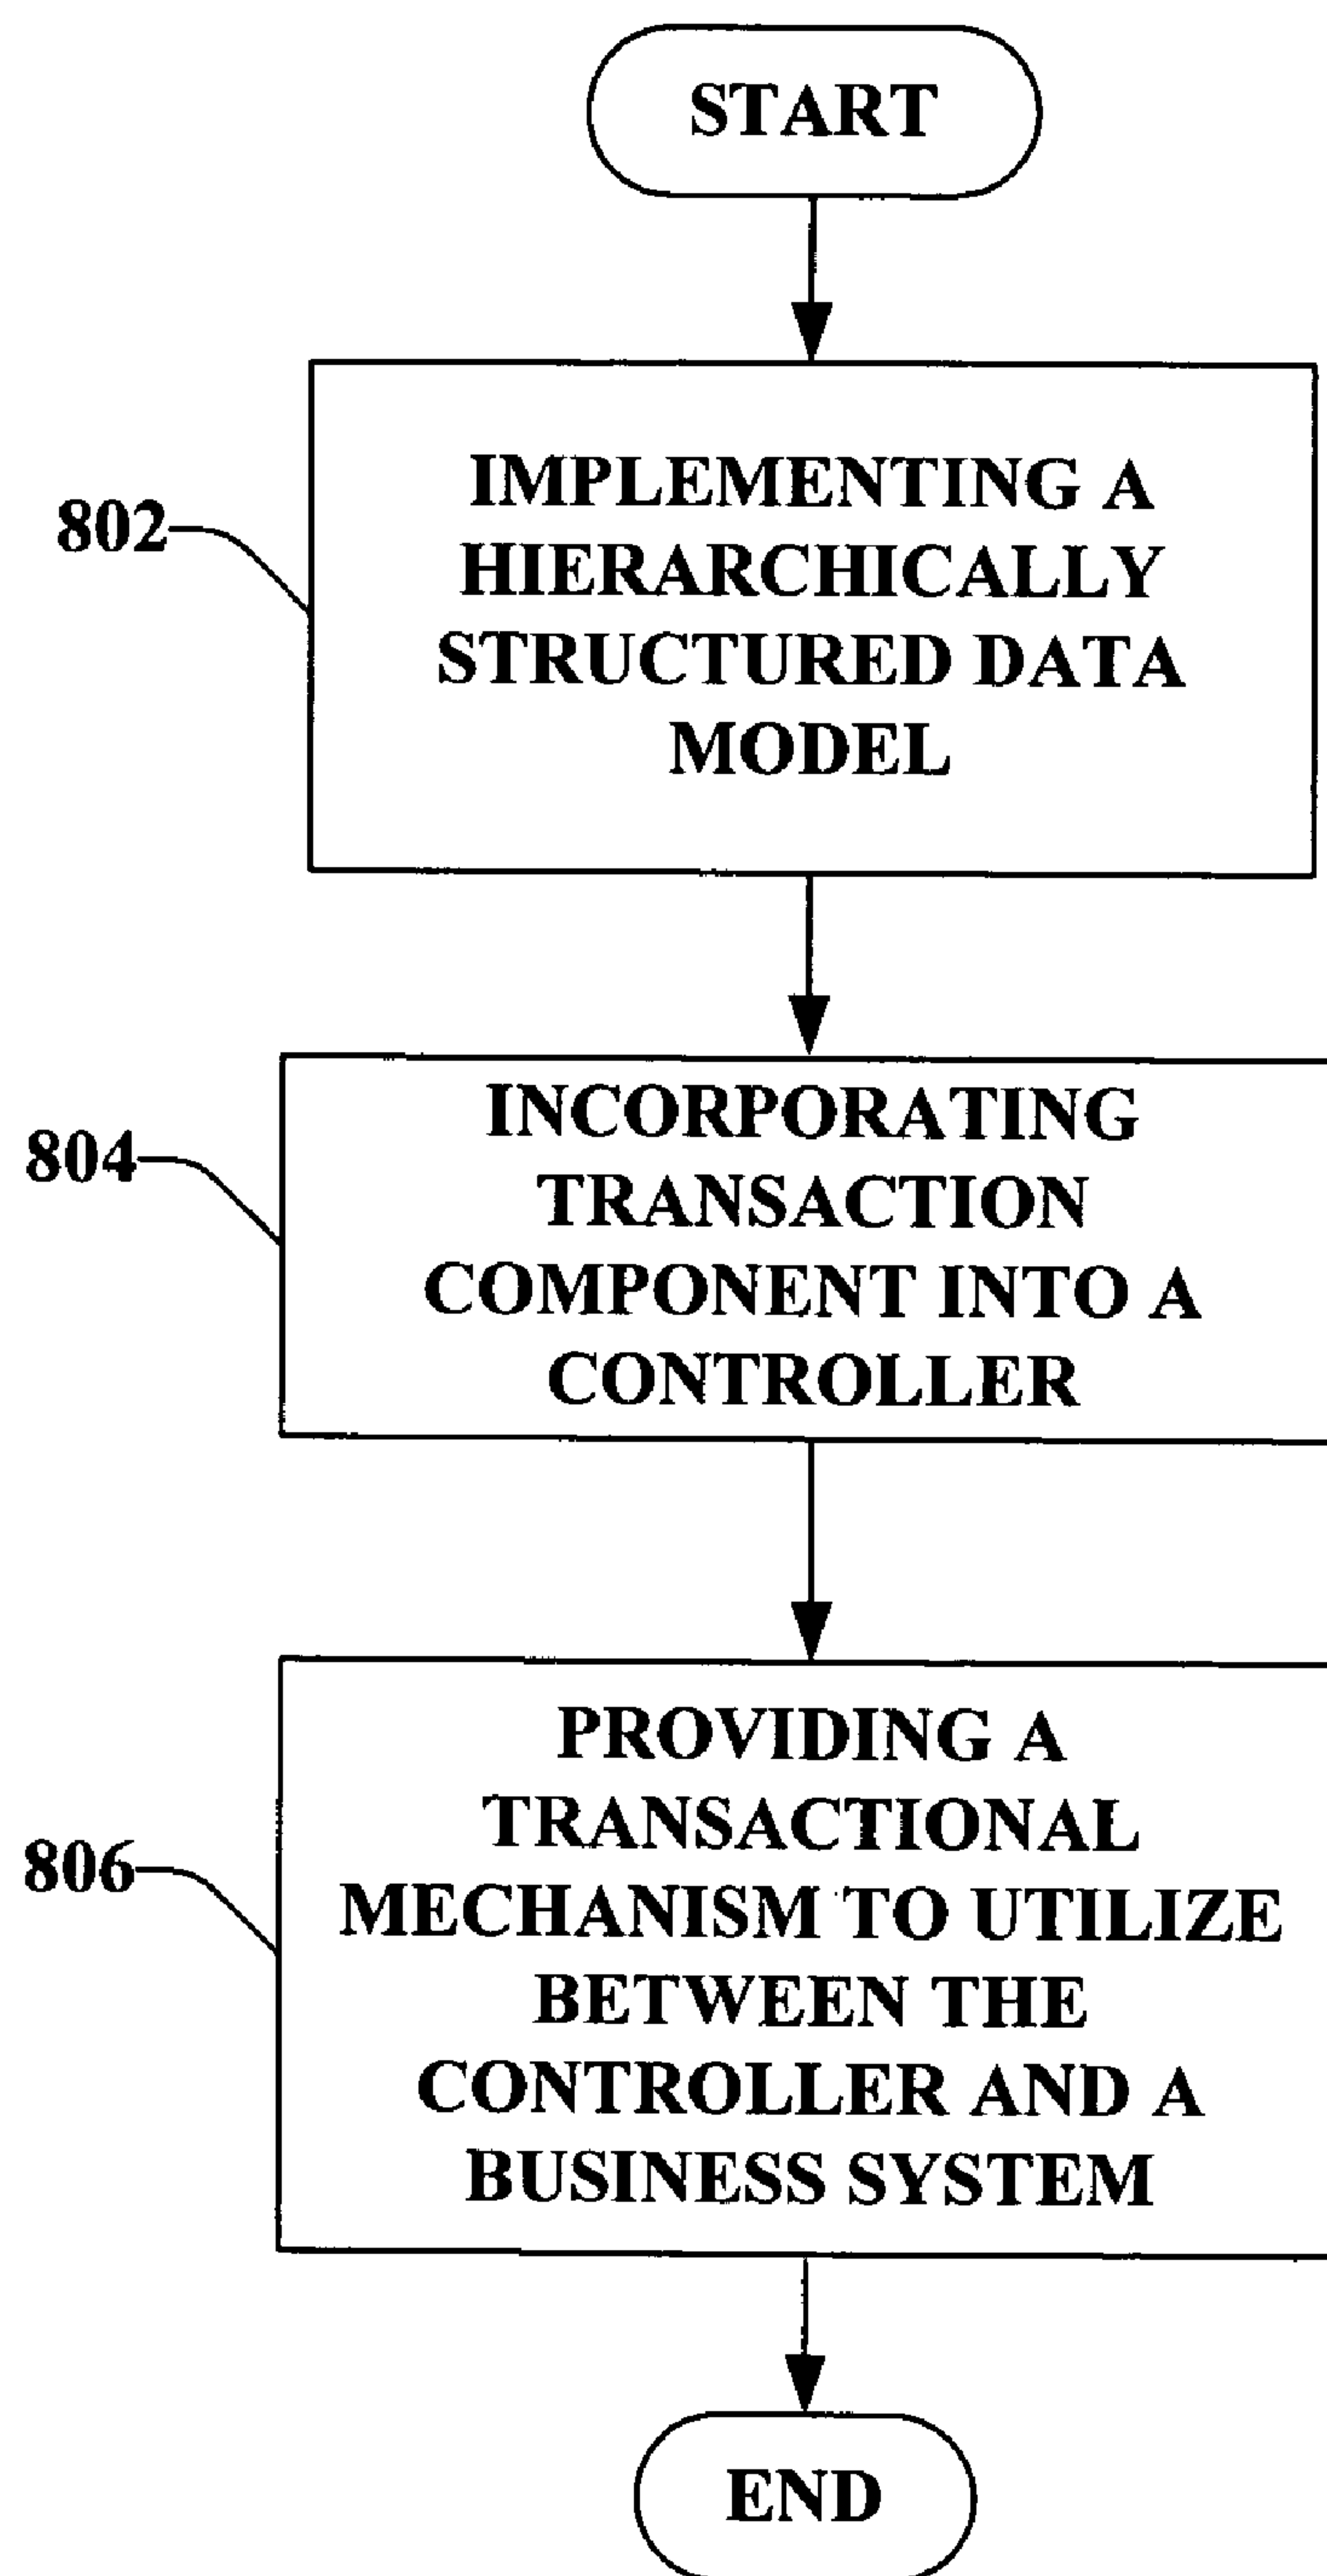 START
802
IMPLEMENTING A
HIERARCHICALLY
STRUCTURED DATA
MODEL
804
INCORPORATING
TRANSACTION
COMPONENT INTO A
CONTROLLER
806
PROVIDING A
TRANSACTIONAL
MECHANISM TO UTILIZE
BETWEEN THE
CONTROLLER AND A
BUSINESS SYSTEM
END